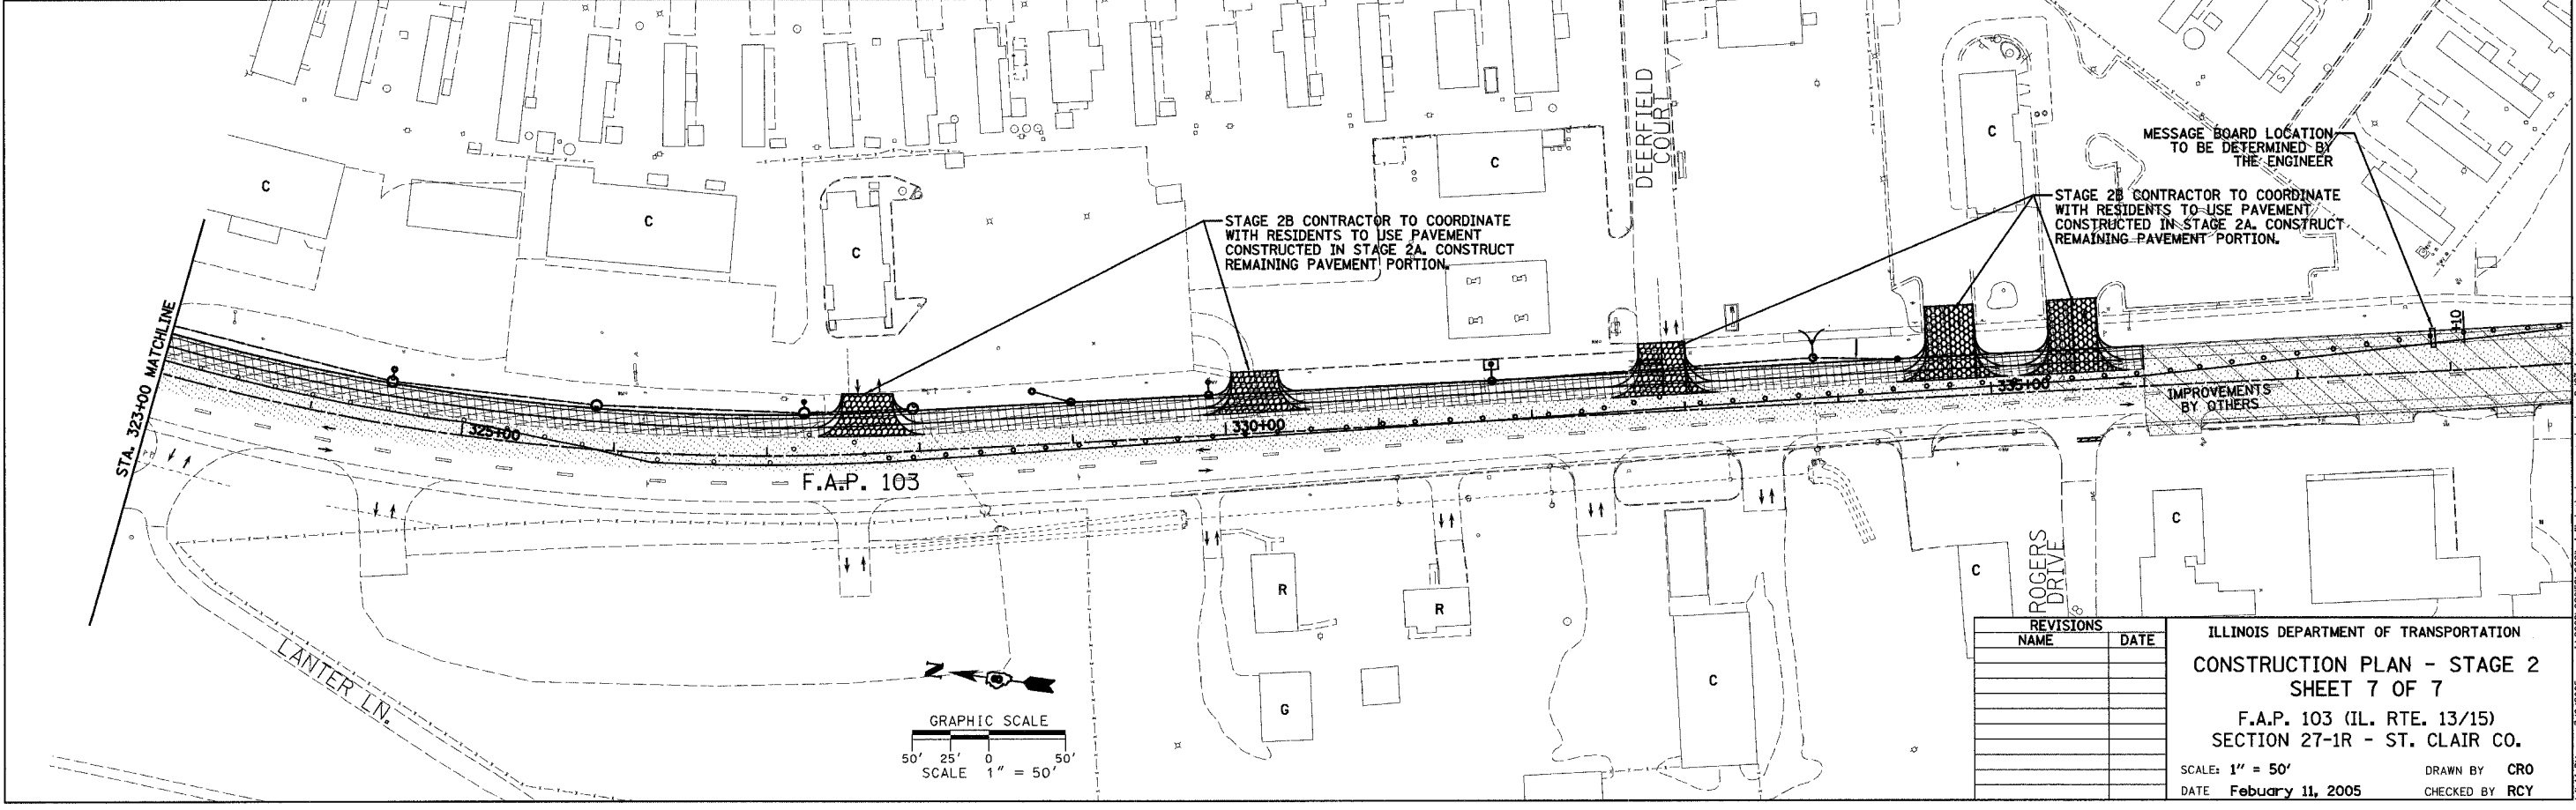 DEERFIELD
COURT
C
C
C
C
C
MESSAGE BOARD LOCATION
TO BE DETERMINED BY
THE ENGINEER
STAGE 2B CONTRACTOR TO COORDINATE
WITH RESIDENTS TO USE PAVEMENT
CONSTRUCTED IN STAGE 2A. CONSTRUCT
REMAINING PAVEMENT PORTION.
STAGE 2B CONTRACTOR TO COORDINATE
WITH RESIDENTS TO USE PAVEMENT
CONSTRUCTED IN STAGE 2A. CONSTRUCT
REMAINING PAVEMENT PORTION.
S
STA. 323+00 MATCHLINE
325+00
330+00
335+00
+10
IMPROVEMENTS
BY OTHERS
F.A.P. 103
LANTER LN.
R
R
G
C
C
C
ROGERS
DRIVE
N
GRAPHIC SCALE
50' 25' 0 50'
SCALE 1" = 50'
REVISIONS
NAME DATE
ILLINOIS DEPARTMENT OF TRANSPORTATION
CONSTRUCTION PLAN - STAGE 2
SHEET 7 OF 7
F.A.P. 103 (IL. RTE. 13/15)
SECTION 27-1R - ST. CLAIR CO.
SCALE: 1" = 50' DRAWN BY CRO
DATE Febuary 11, 2005 CHECKED BY RCY